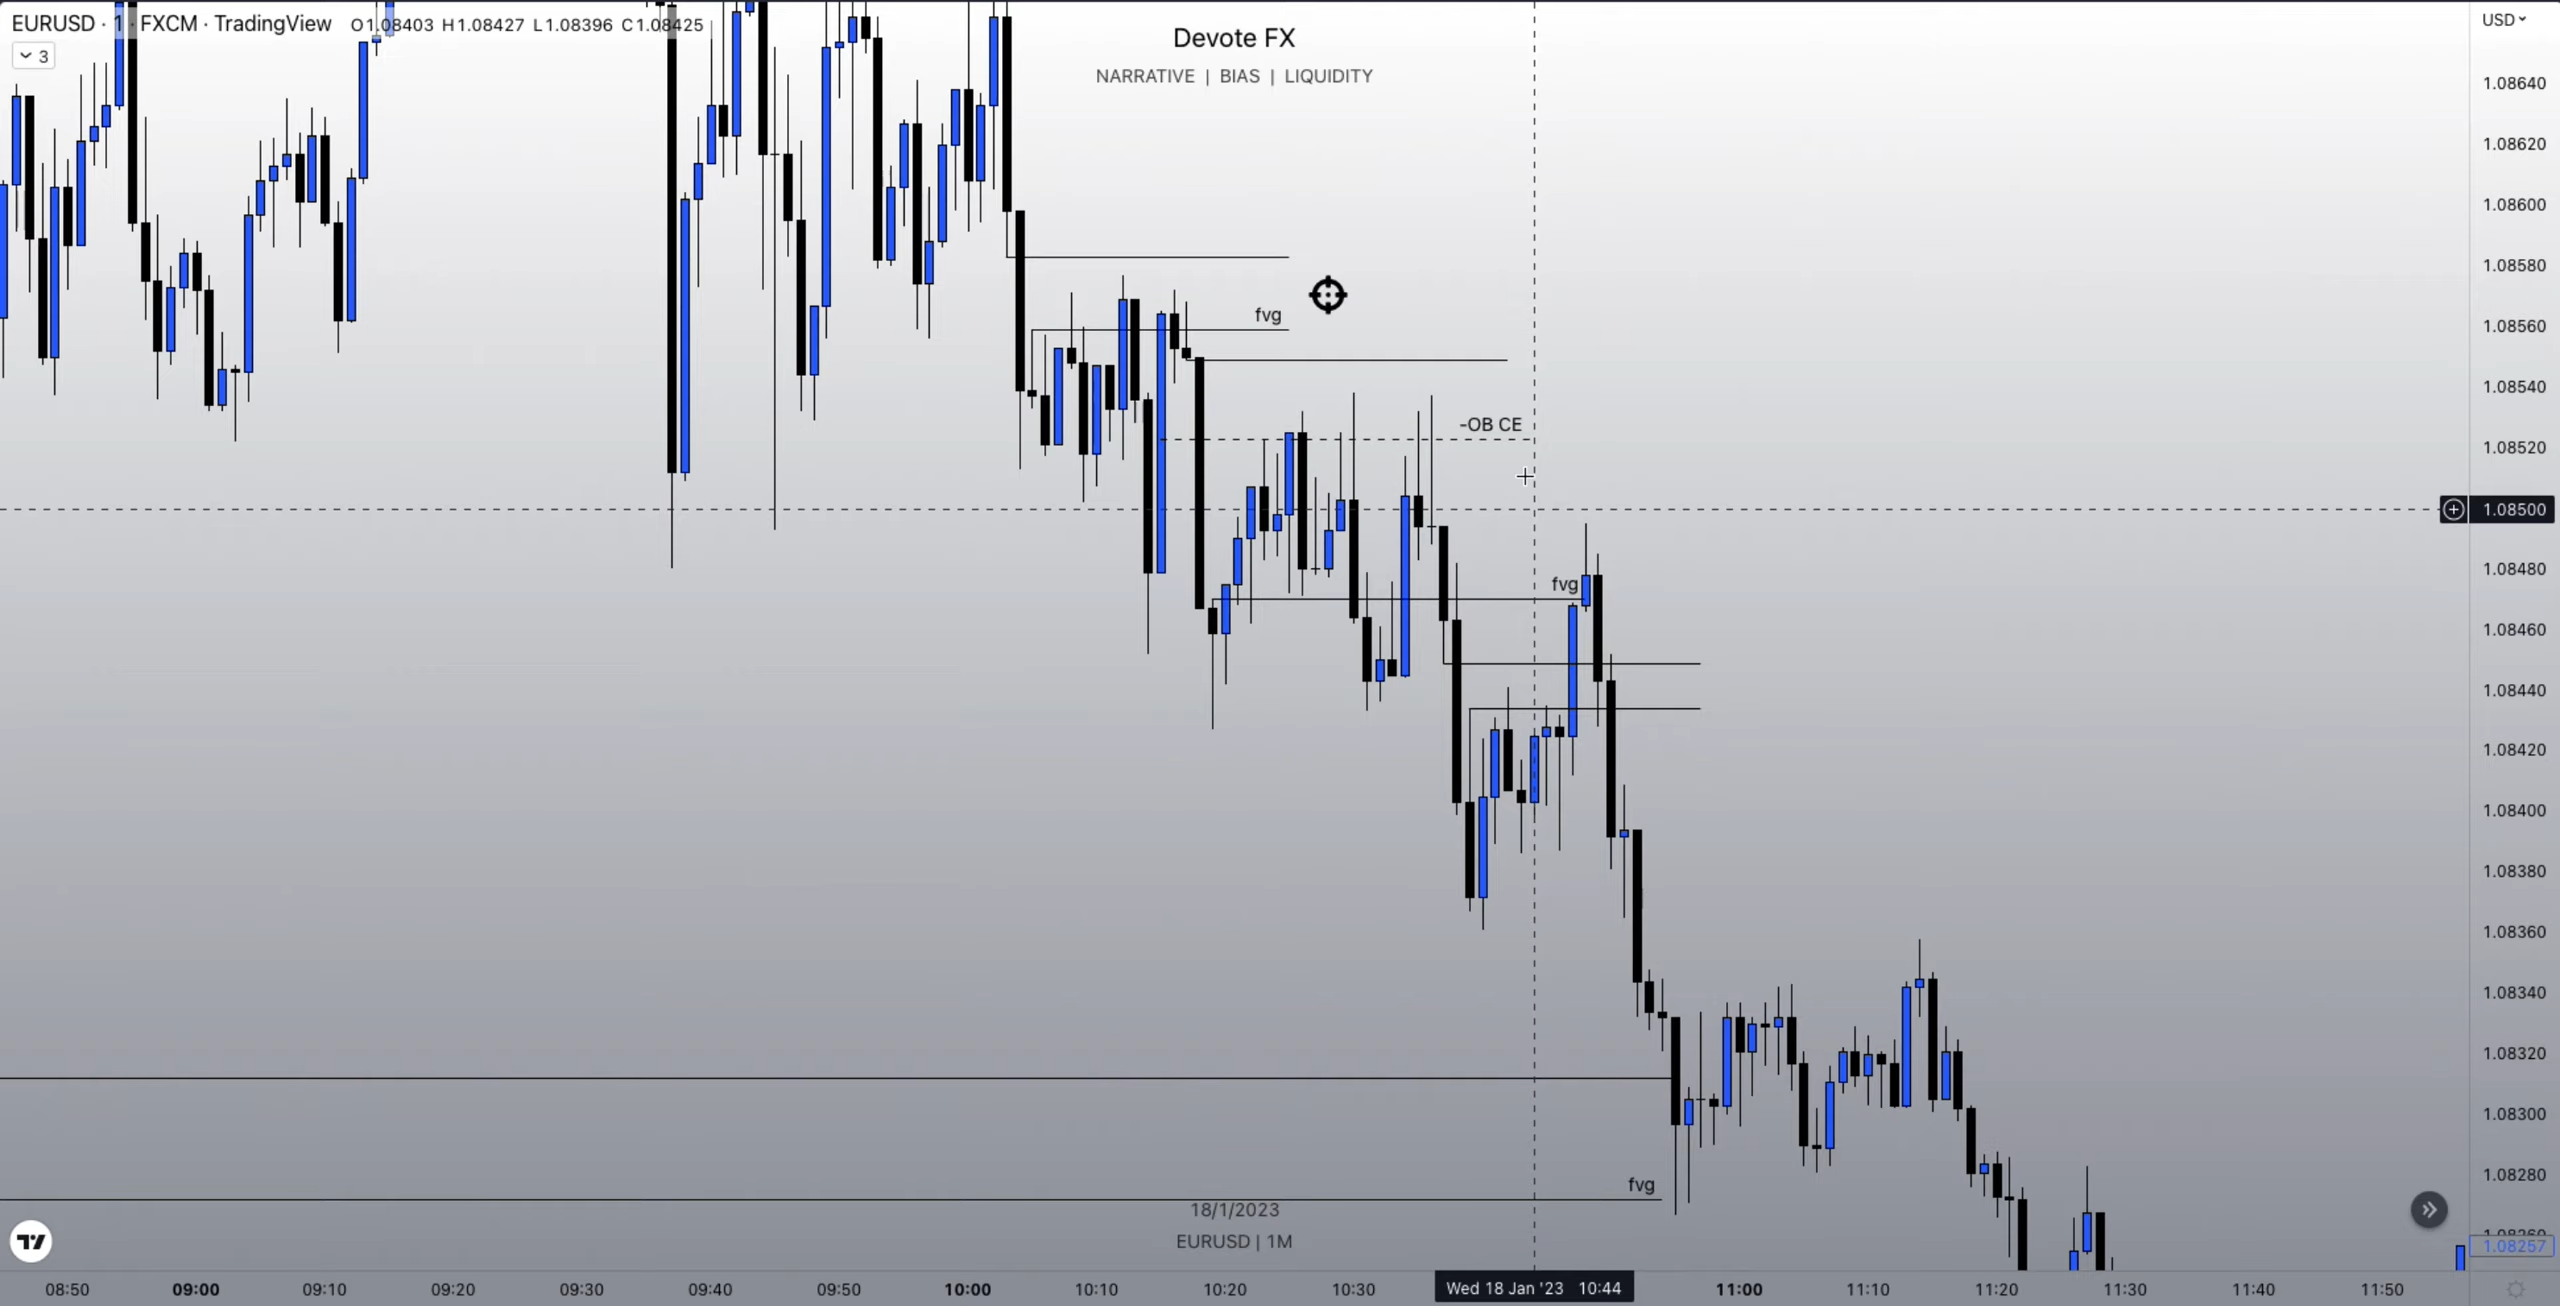 EURUSD · 1 · FXCM · TradingView O1.08403 H1.08427 L1.08396 C1.08425
3
Devote FX
NARRATIVE | BIAS | LIQUIDITY
USD
1.08640
1.08620
1.08600
1.08580
fvg
1.08560
1.08540
-OB CE
1.08520
1.08500
fvg
1.08480
1.08460
1.08440
1.08420
1.08400
1.08380
1.08360
1.08340
1.08320
1.08300
1.08280
fvg
18/1/2023
EURUSD | 1M
1.08260
1.08257
08:50 09:00 09:10 09:20 09:30 09:40 09:50 10:00 10:10 10:20 10:30 Wed 18 Jan '23 10:44 11:00 11:10 11:20 11:30 11:40 11:50